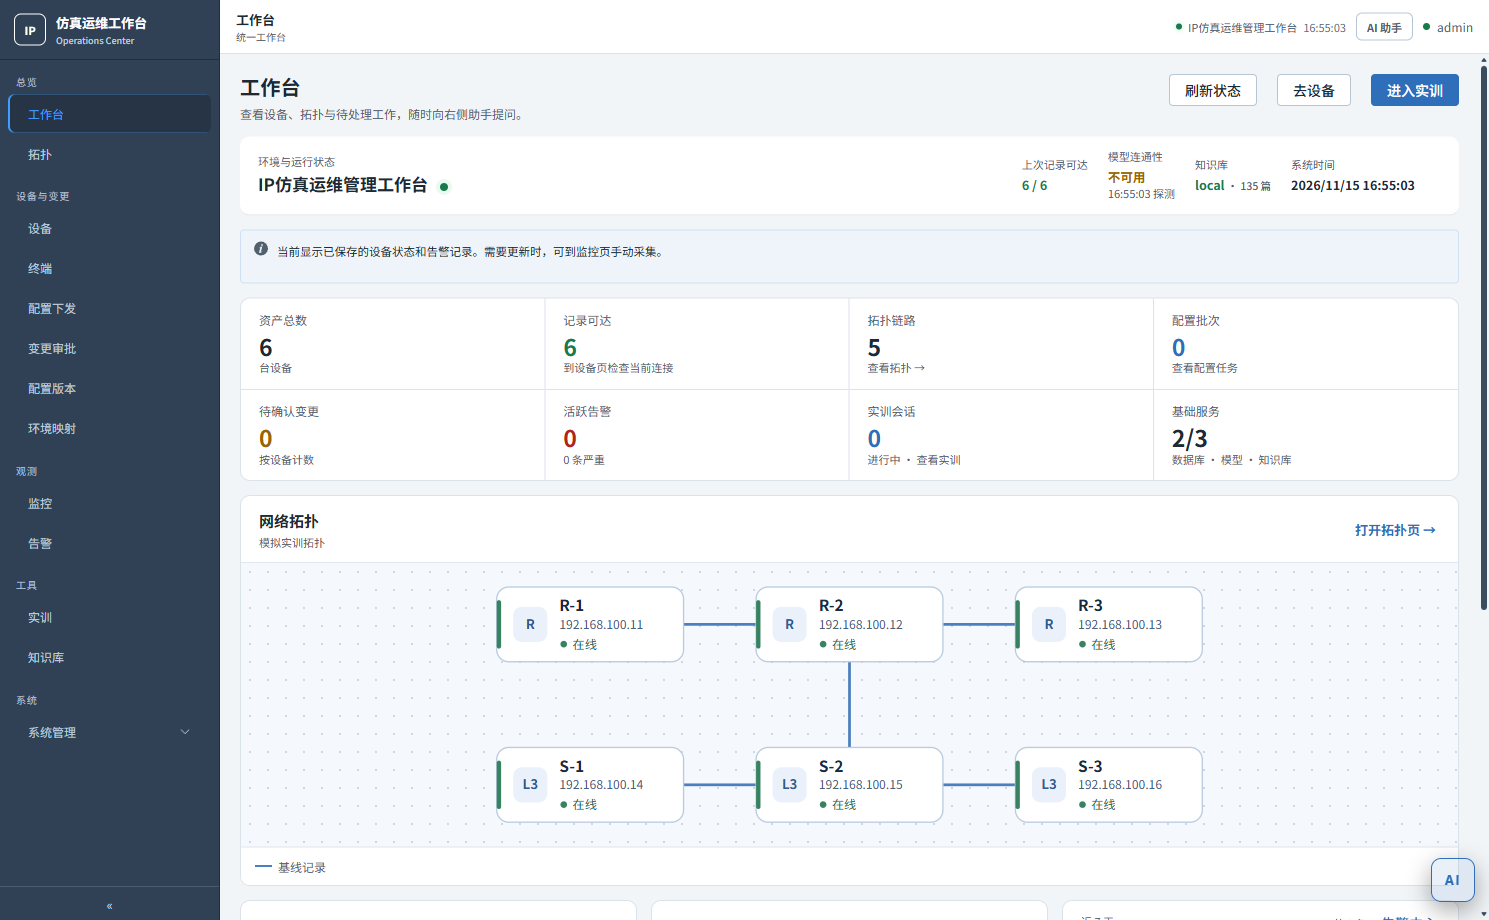 IP
仿真运维工作台
Operations Center
总览
工作台
拓扑
设备与变更
设备
终端
配置下发
变更审批
配置版本
环境映射
观测
监控
告警
工具
实训
知识库
系统
系统管理
«
工作台
统一工作台
IP仿真运维管理工作台 16:55:03
AI 助手
admin
工作台
查看设备、拓扑与待处理工作，随时向右侧助手提问。
刷新状态
去设备
进入实训
环境与运行状态
IP仿真运维管理工作台
上次记录可达
6 / 6
模型连通性
不可用
16:55:03 探测
知识库
local · 135 篇
系统时间
2026/11/15 16:55:03
当前显示已保存的设备状态和告警记录。需要更新时，可到监控页手动采集。
资产总数
6
台设备
记录可达
6
到设备页检查当前连接
拓扑链路
5
查看拓扑 →
配置批次
0
查看配置任务
待确认变更
0
按设备计数
活跃告警
0
0 条严重
实训会话
0
进行中 · 查看实训
基础服务
2/3
数据库 · 模型 · 知识库
网络拓扑
模拟实训拓扑
打开拓扑页 →
R
R-1
192.168.100.11
在线
R
R-2
192.168.100.12
在线
R
R-3
192.168.100.13
在线
L3
S-1
192.168.100.14
在线
L3
S-2
192.168.100.15
在线
L3
S-3
192.168.100.16
在线
基线记录
AI